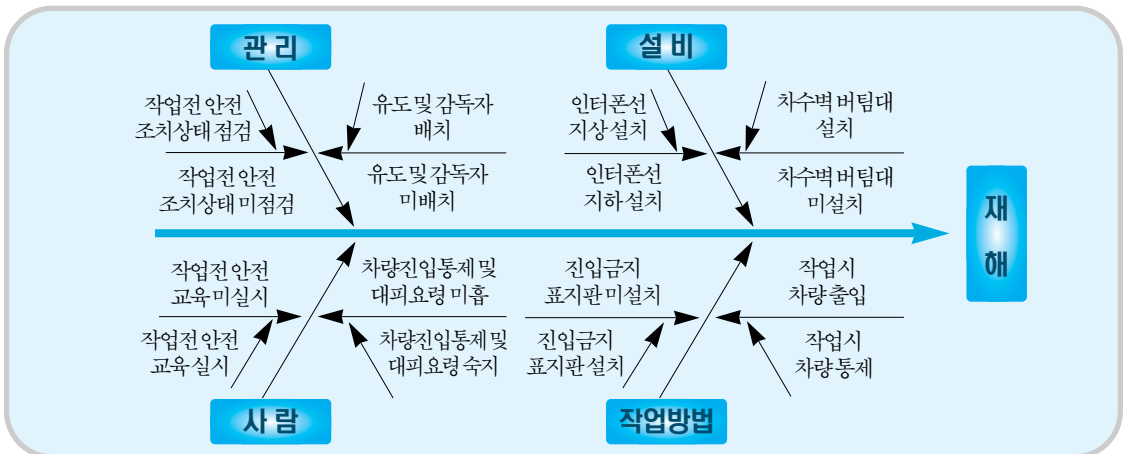 관리
설비
작업전 안전
조치상태 점검
유도 및 감독자
배치
인터폰선
지상 설치
차수벽 버팀대
설치
작업전 안전
조치상태 미점검
유도 및 감독자
미배치
인터폰선
지하 설치
차수벽 버팀대
미설치
재
해
작업전 안전
교육 미실시
차량진입통제 및
대피요령 미흡
진입금지
표지판 미설치
작업시
차량 출입
작업전 안전
교육 실시
차량진입통제 및
대피요령 숙지
진입금지
표지판 설치
작업시
차량 통제
사람
작업방법